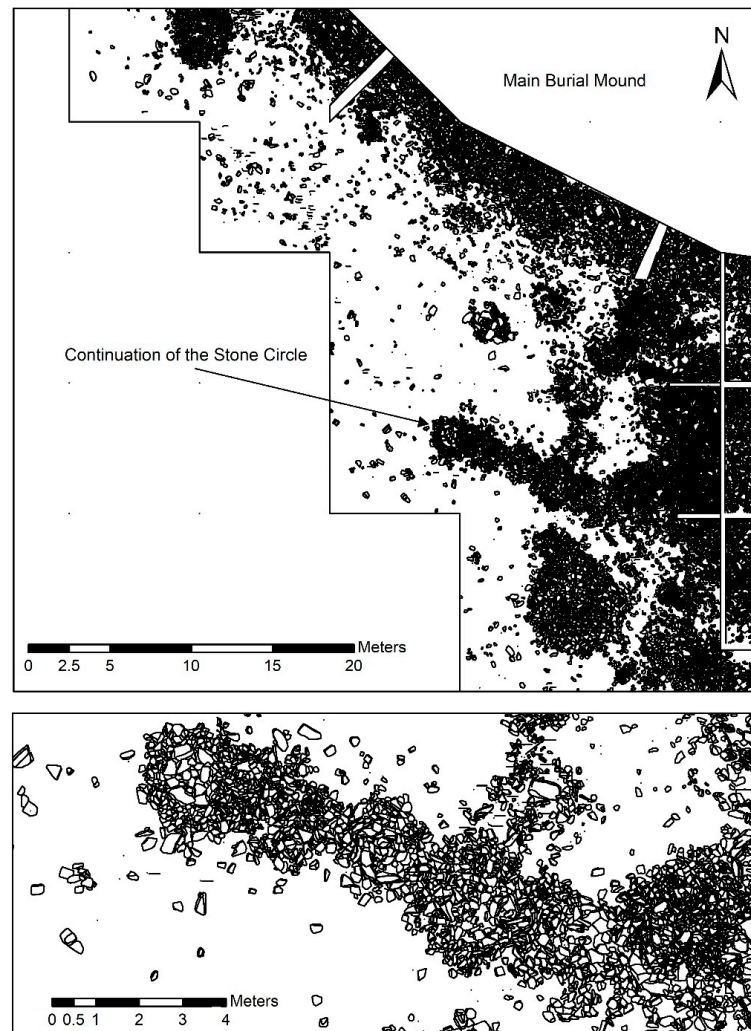 N
Main Burial Mound
Continuation of the Stone Circle
Meters
0 2.5 5 10 15 20
Meters
0 0.5 1 2 3 4